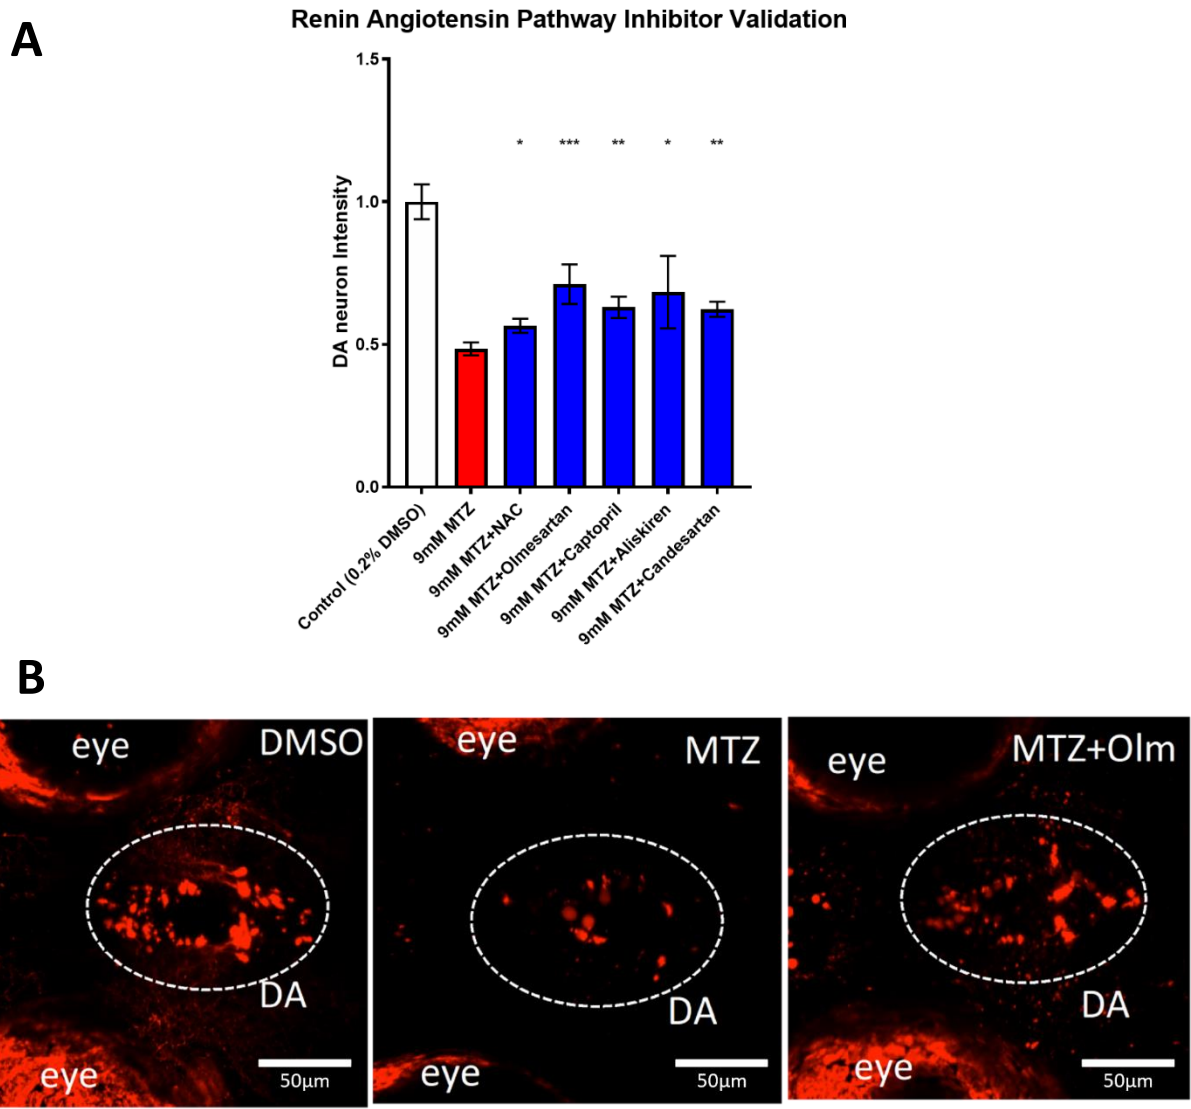 A
Renin Angiotensin Pathway Inhibitor Validation
DA neuron Intensity
1.5
1.0
0.5
0.0
* *** ** * **
Control (0.2% DMSO)
9mM MTZ
9mM MTZ+NAC
9mM MTZ+Olmesartan
9mM MTZ+Captopril
9mM MTZ+Aliskiren
9mM MTZ+Candesartan
B
eye
DMSO
DA
eye
50μm
eye
MTZ
DA
eye
50μm
eye
MTZ+Olm
DA
eye
50μm